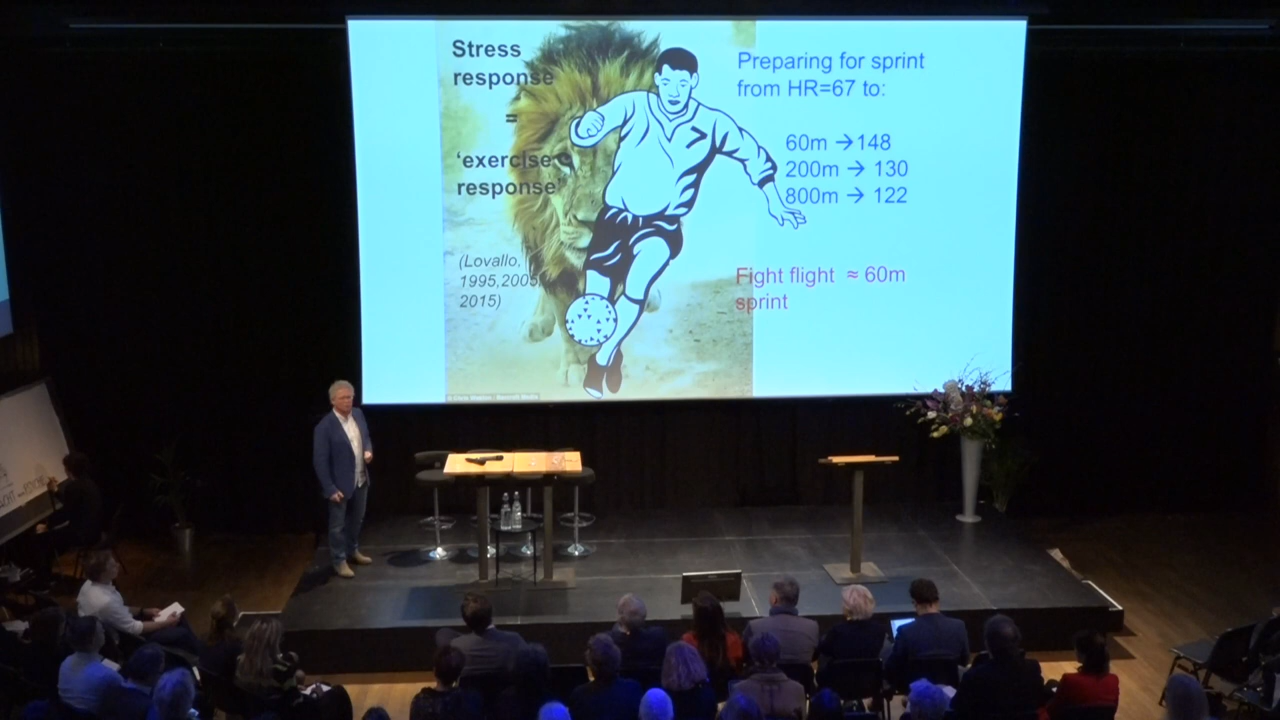 Stress
response
=
‘exercise
response’
(Lovallo,
1995,2005,
2015)
Preparing for sprint
from HR=67 to:
60m →148
200m → 130
800m → 122
Fight flight ≈ 60m
sprint